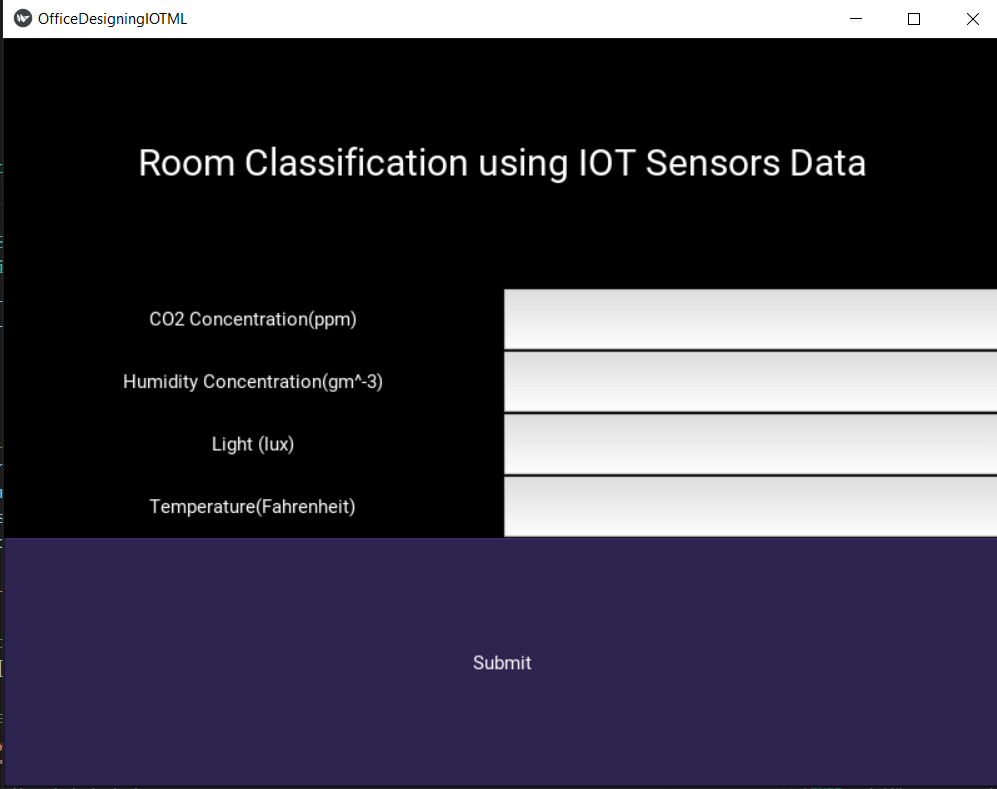 OfficeDesigningIOTML
Room Classification using IOT Sensors Data
CO2 Concentration(ppm)
Humidity Concentration(gm^-3)
Light (lux)
Temperature(Fahrenheit)
Submit